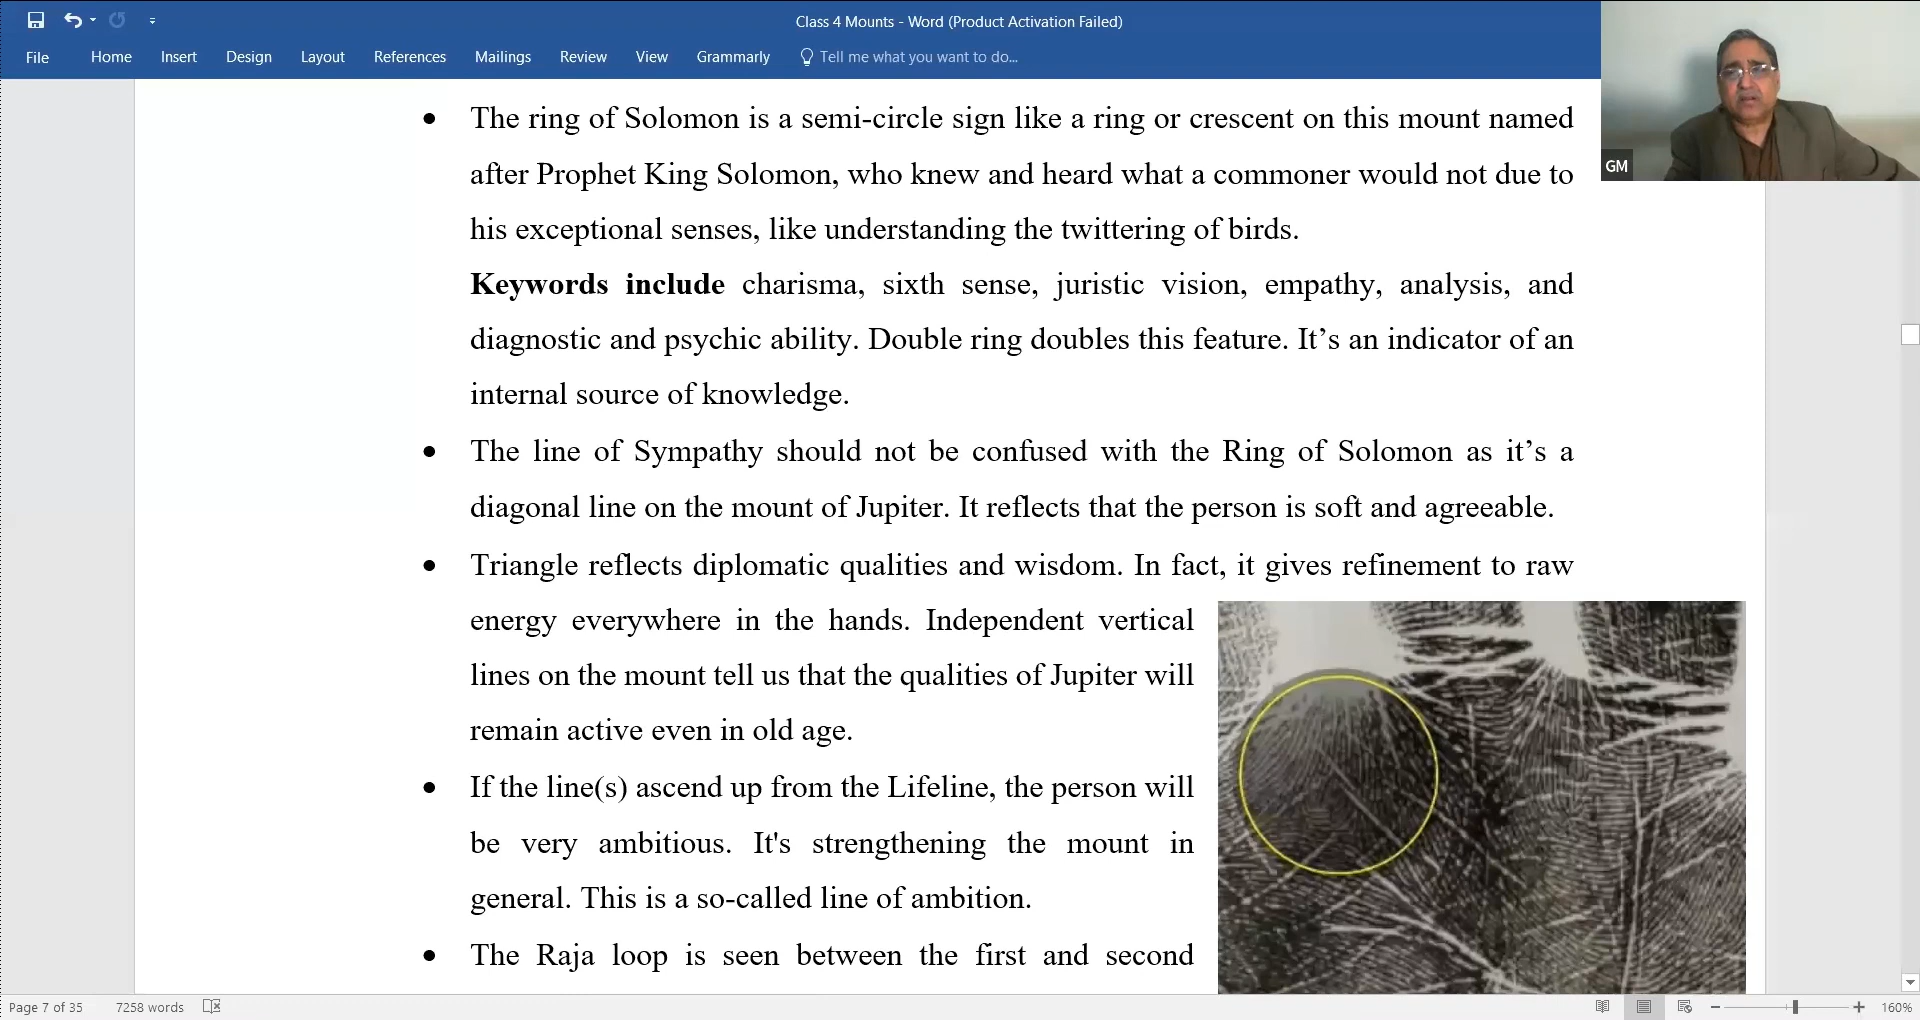 Class 4 Mounts - Word (Product Activation Failed)
File Home Insert Design Layout References Mailings Review View Grammarly Tell me what you want to do...
GM
• The ring of Solomon is a semi-circle sign like a ring or crescent on this mount named
after Prophet King Solomon, who knew and heard what a commoner would not due to
his exceptional senses, like understanding the twittering of birds.
Keywords include charisma, sixth sense, juristic vision, empathy, analysis, and
diagnostic and psychic ability. Double ring doubles this feature. It’s an indicator of an
internal source of knowledge.
• The line of Sympathy should not be confused with the Ring of Solomon as it’s a
diagonal line on the mount of Jupiter. It reflects that the person is soft and agreeable.
• Triangle reflects diplomatic qualities and wisdom. In fact, it gives refinement to raw
energy everywhere in the hands. Independent vertical
lines on the mount tell us that the qualities of Jupiter will
remain active even in old age.
• If the line(s) ascend up from the Lifeline, the person will
be very ambitious. It's strengthening the mount in
general. This is a so-called line of ambition.
• The Raja loop is seen between the first and second
Page 7 of 35 7258 words 160%